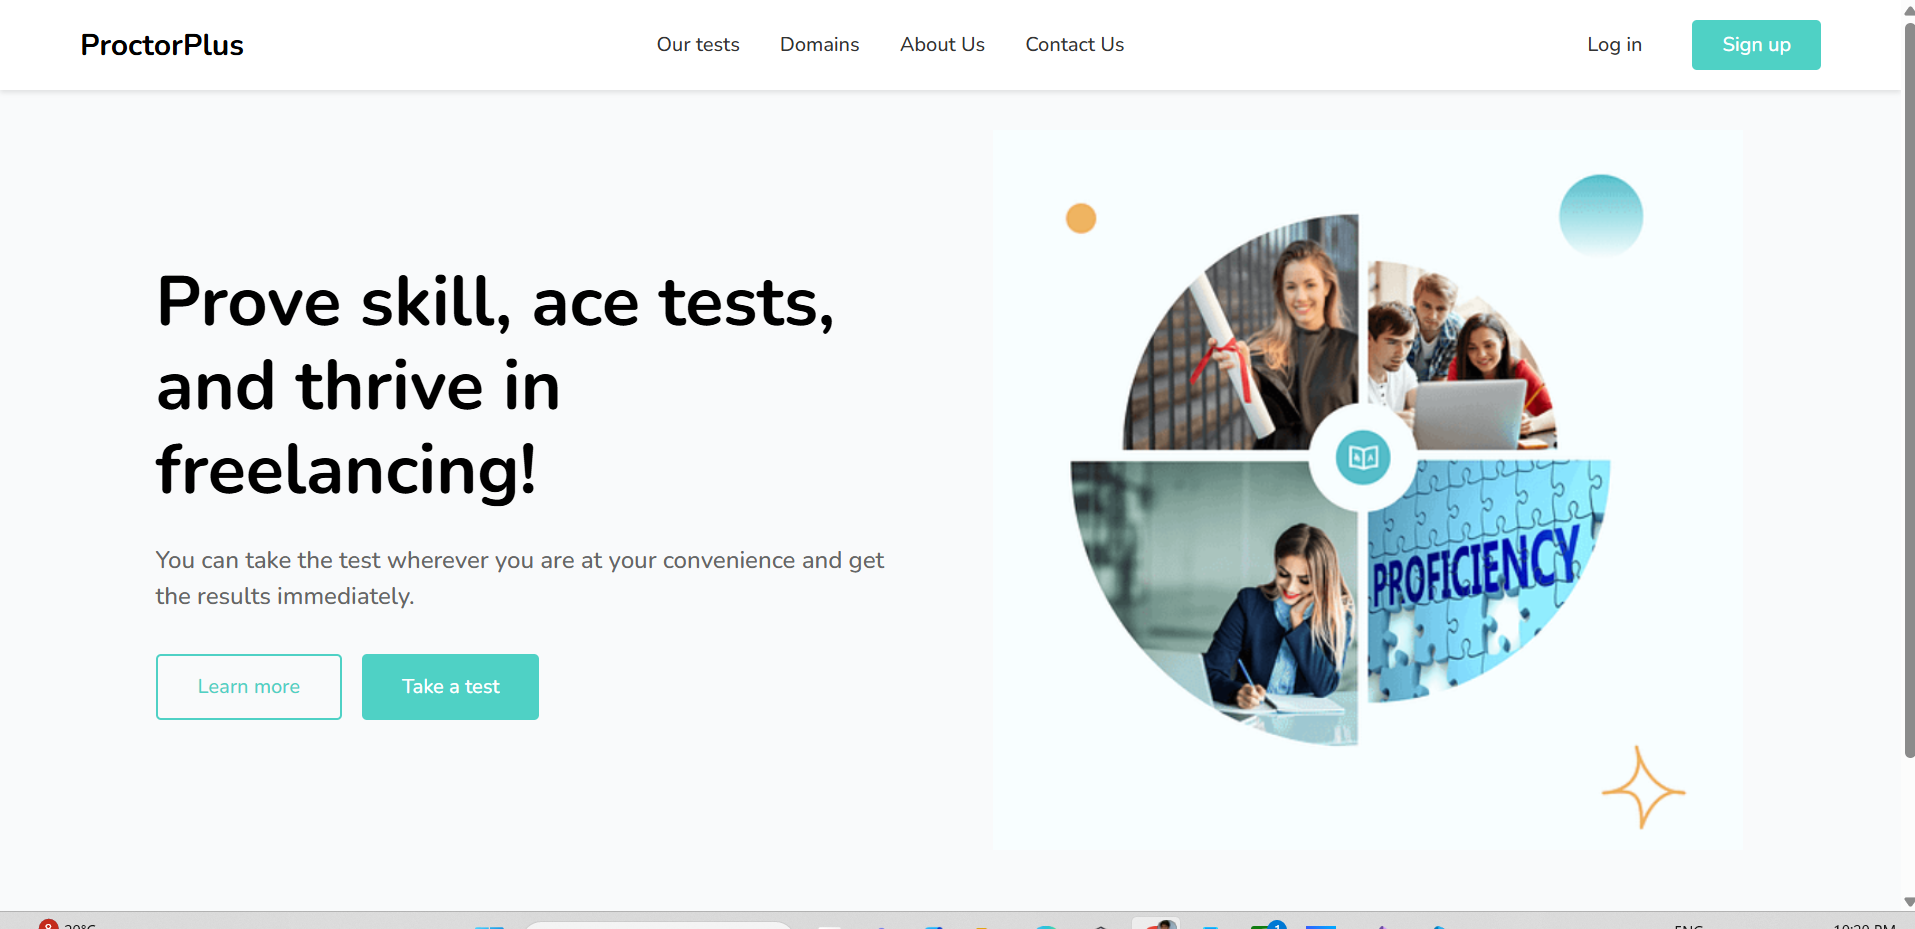 ProctorPlus
Our tests
Domains
About Us
Contact Us
Log in
Sign up
Prove skill, ace tests,
and thrive in
freelancing!
You can take the test wherever you are at your convenience and get
the results immediately.
Learn more
Take a test
PROFICIENCY